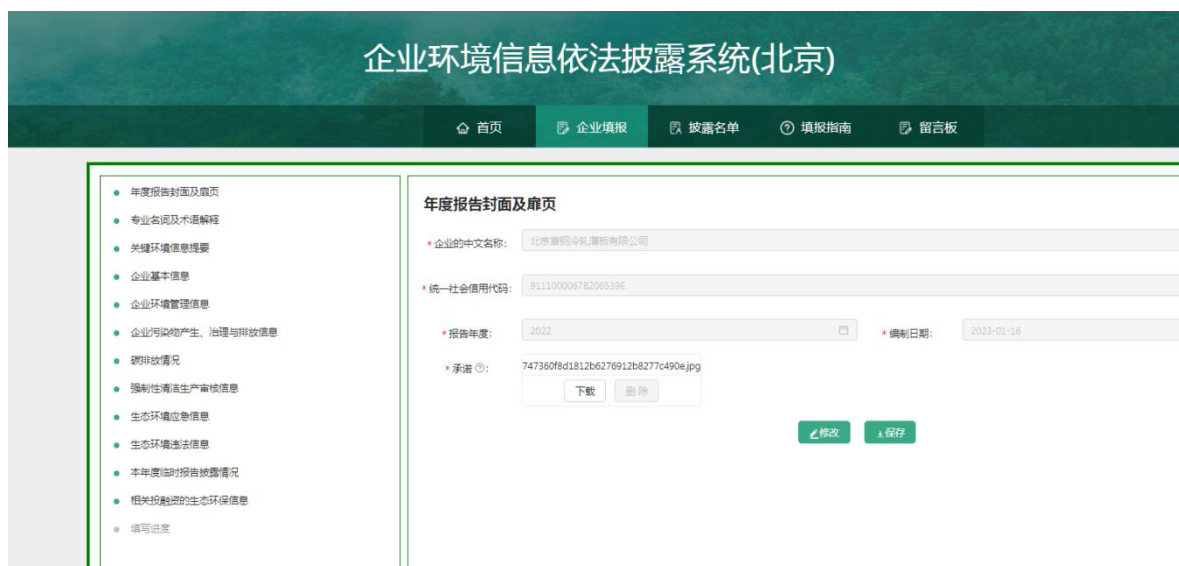 企业环境信息依法披露系统(北京)
首页 企业填报 披露名单 填报指南 留言板
年度报告封面及扉页
专业名词及术语解释
关键环境信息提要
企业基本信息
企业环境管理信息
企业污染物产生、治理与排放信息
碳排放情况
强制性清洁生产审核信息
生态环境应急信息
生态环境违法信息
本年度临时报告披露情况
相关投融资的生态环保信息
填写进度
年度报告封面及扉页
* 企业的中文名称: 北京首钢冷轧薄板有限公司
* 统一社会信用代码: 91110000678206539E
* 报告年度: 2022 * 编制日期: 2023-01-16
* 承诺 ?: 747360f8d1812b6276912b8277c490e.jpg
下载 删除
修改 保存